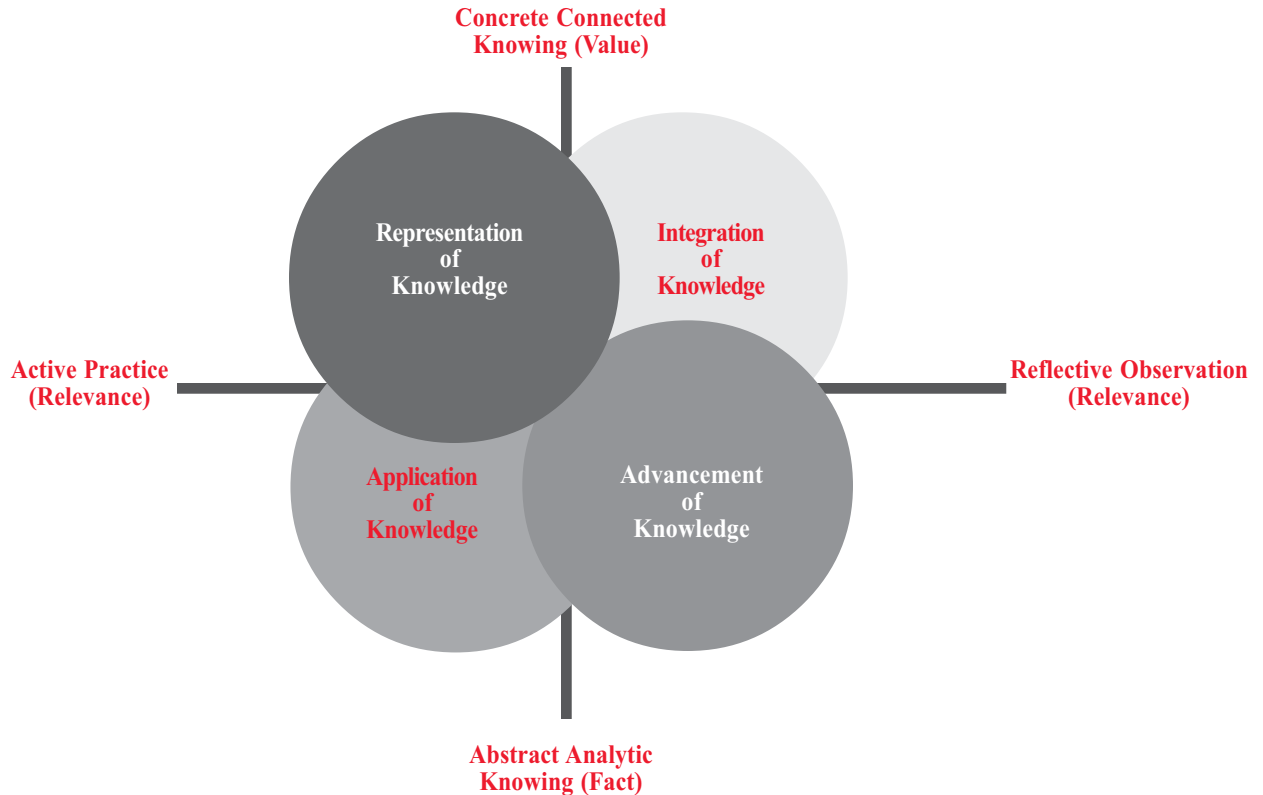 Concrete Connected
Knowing (Value)
Representation
of
Knowledge
Integration
of
Knowledge
Active Practice
(Relevance)
Reflective Observation
(Relevance)
Application
of
Knowledge
Advancement
of
Knowledge
Abstract Analytic
Knowing (Fact)